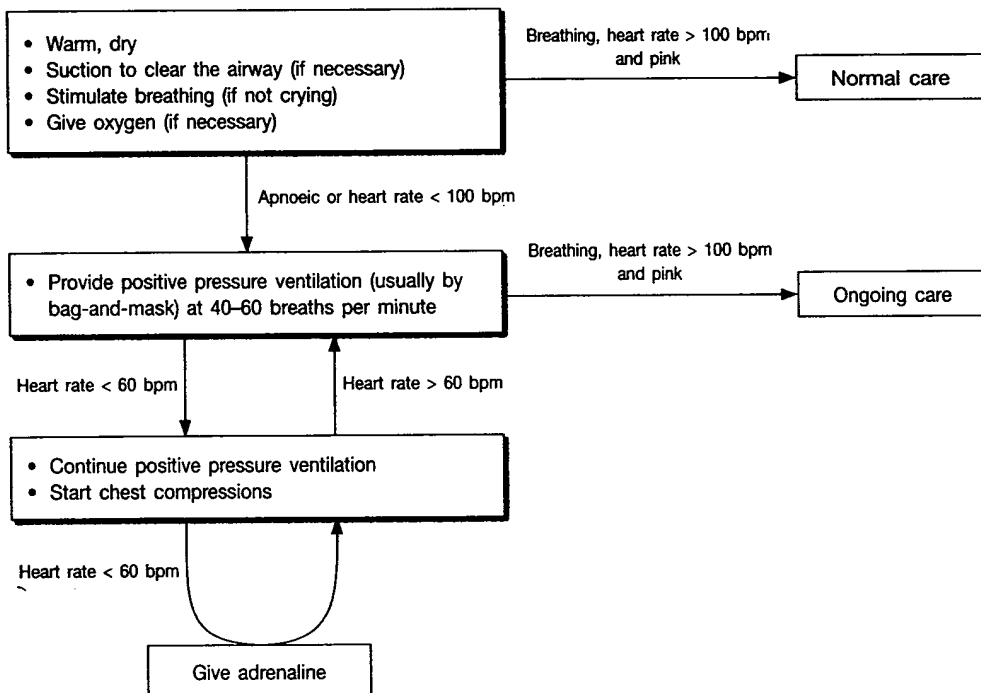 • Warm, dry
• Suction to clear the airway (if necessary)
• Stimulate breathing (if not crying)
• Give oxygen (if necessary)
Breathing, heart rate > 100 bpm
and pink
Normal care
Apnoeic or heart rate < 100 bpm
• Provide positive pressure ventilation (usually by
bag-and-mask) at 40–60 breaths per minute
Breathing, heart rate > 100 bpm
and pink
Ongoing care
Heart rate < 60 bpm
Heart rate > 60 bpm
• Continue positive pressure ventilation
• Start chest compressions
Heart rate < 60 bpm
Give adrenaline